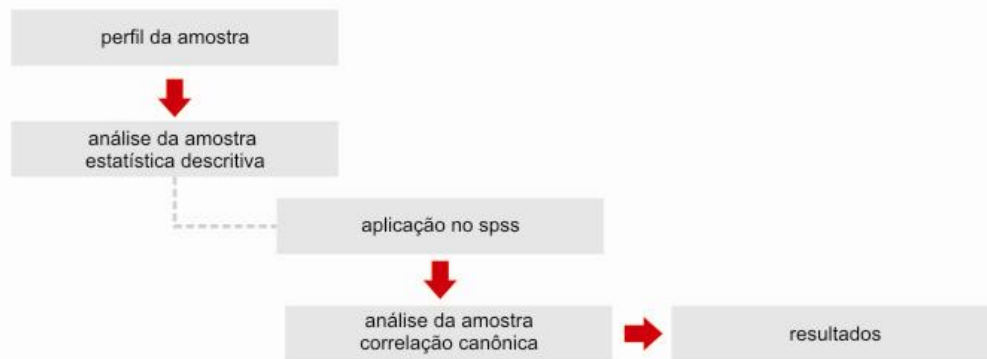 perfil da amostra
análise da amostra
estatística descritiva
aplicação no spss
análise da amostra
correlação canônica
resultados